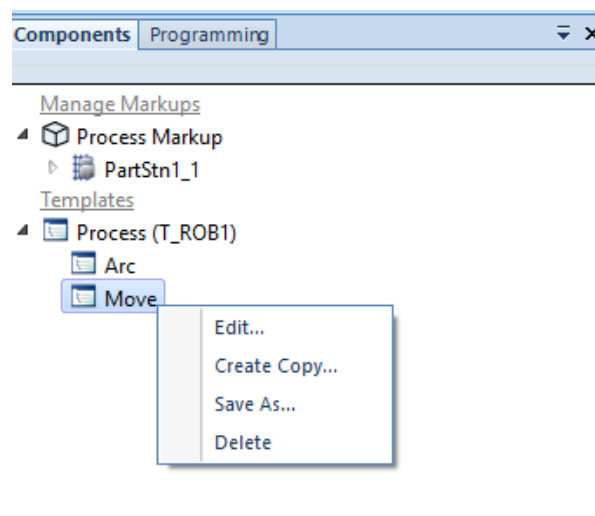 Components Programming
Manage Markups
Process Markup
PartStn1_1
Templates
Process (T_ROB1)
Arc
Move
Edit...
Create Copy...
Save As...
Delete